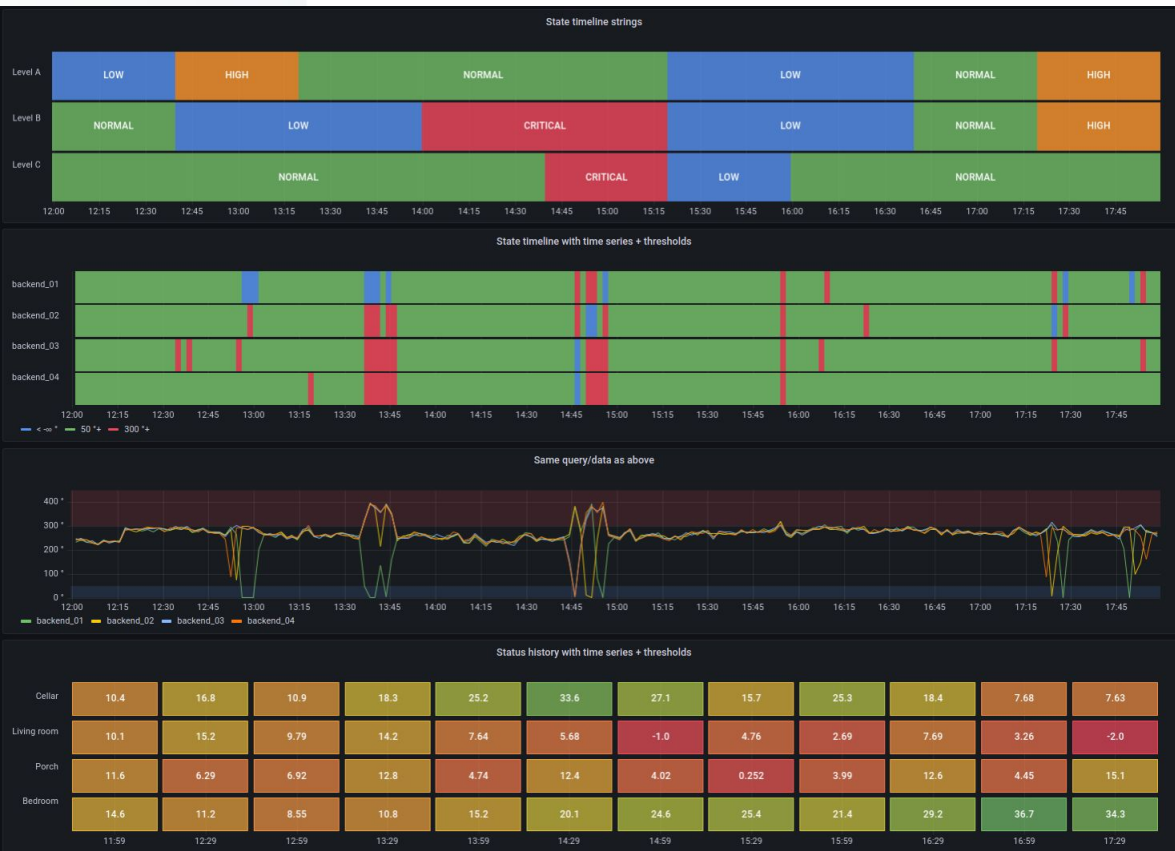 State timeline strings
Level A LOW HIGH NORMAL LOW NORMAL HIGH
Level B NORMAL LOW CRITICAL LOW NORMAL HIGH
Level C NORMAL CRITICAL LOW NORMAL
12:00 12:15 12:30 12:45 13:00 13:15 13:30 13:45 14:00 14:15 14:30 14:45 15:00 15:15 15:30 15:45 16:00 16:15 16:30 16:45 17:00 17:15 17:30 17:45
State timeline with time series + thresholds
backend_01
backend_02
backend_03
backend_04
12:00 12:15 12:30 12:45 13:00 13:15 13:30 13:45 14:00 14:15 14:30 14:45 15:00 15:15 15:30 15:45 16:00 16:15 16:30 16:45 17:00 17:15 17:30 17:45
< -∞ ° 50 °+ 300 °+
Same query/data as above
400 °
300 °
200 °
100 °
0 °
12:00 12:15 12:30 12:45 13:00 13:15 13:30 13:45 14:00 14:15 14:30 14:45 15:00 15:15 15:30 15:45 16:00 16:15 16:30 16:45 17:00 17:15 17:30 17:45
backend_01 backend_02 backend_03 backend_04
Status history with time series + thresholds
Cellar 10.4 16.8 10.9 18.3 25.2 33.6 27.1 15.7 25.3 18.4 7.68 7.63
Living room 10.1 15.2 9.79 14.2 7.64 5.68 -1.0 4.76 2.69 7.69 3.26 -2.0
Porch 11.6 6.29 6.92 12.8 4.74 12.4 4.02 0.252 3.99 12.6 4.45 15.1
Bedroom 14.6 11.2 8.55 10.8 15.2 20.1 24.6 25.4 21.4 29.2 36.7 34.3
11:59 12:29 12:59 13:29 13:59 14:29 14:59 15:29 15:59 16:29 16:59 17:29